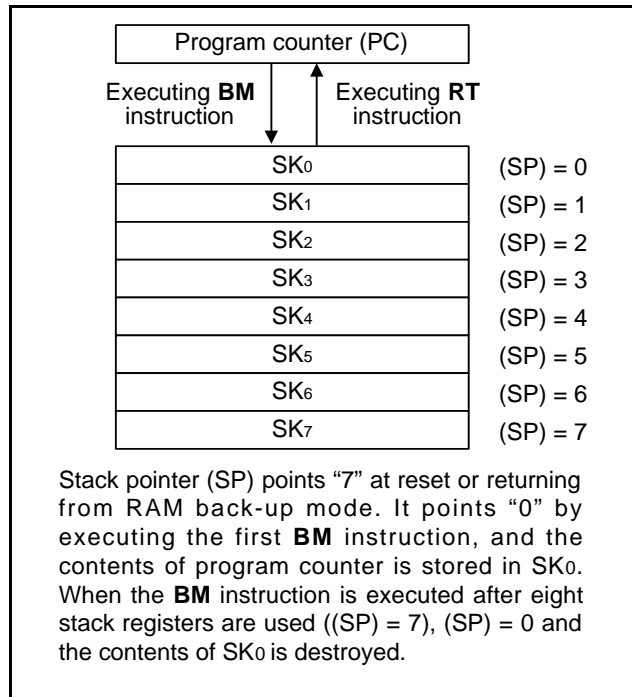 Program counter (PC)
Executing BM
instruction
Executing RT
instruction
SK0 (SP) = 0
SK1 (SP) = 1
SK2 (SP) = 2
SK3 (SP) = 3
SK4 (SP) = 4
SK5 (SP) = 5
SK6 (SP) = 6
SK7 (SP) = 7
Stack pointer (SP) points “7” at reset or returning
from RAM back-up mode. It points “0” by
executing the first BM instruction, and the
contents of program counter is stored in SK0.
When the BM instruction is executed after eight
stack registers are used ((SP) = 7), (SP) = 0 and
the contents of SK0 is destroyed.